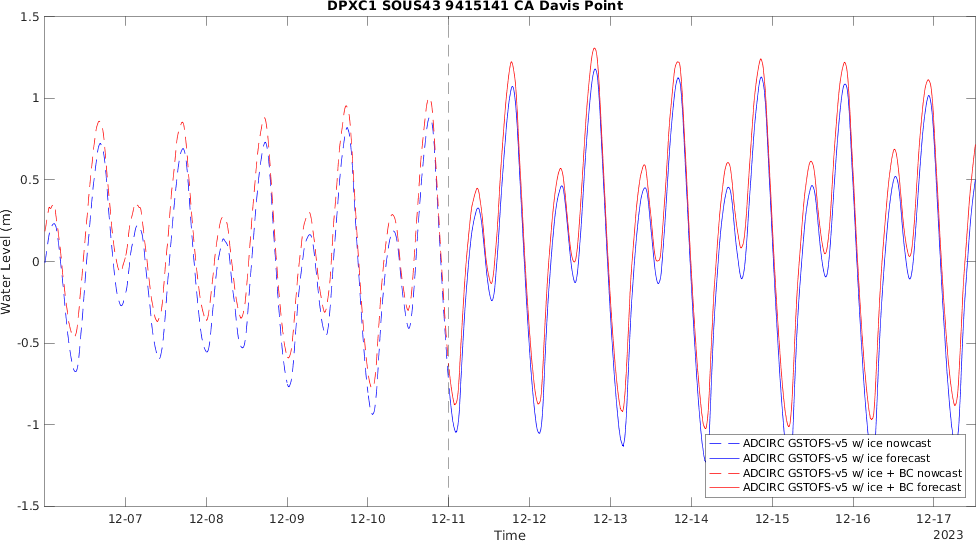 DPXC1 SOUS43 9415141 CA Davis Point
1.5
1
0.5
0
-0.5
-1
-1.5
Water Level (m)
ADCIRC GSTOFS-v5 w/ ice nowcast
ADCIRC GSTOFS-v5 w/ ice forecast
ADCIRC GSTOFS-v5 w/ ice + BC nowcast
ADCIRC GSTOFS-v5 w/ ice + BC forecast
12-07 12-08 12-09 12-10 12-11 12-12 12-13 12-14 12-15 12-16 12-17
Time
2023